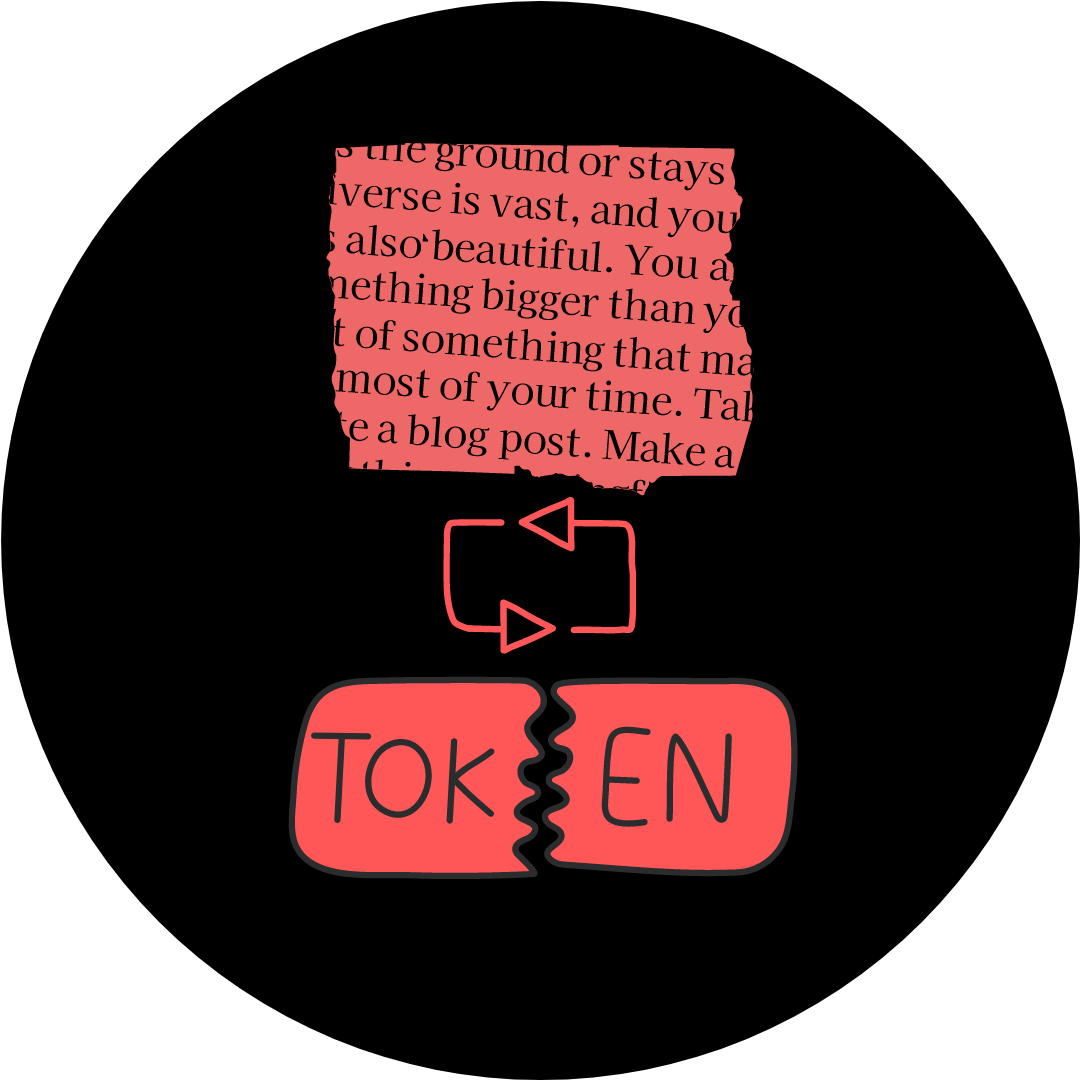 the ground or stays
verse is vast, and you
also beautiful. You a
nething bigger than yo
t of something that ma
most of your time. Tak
te a blog post. Make a
TOK EN